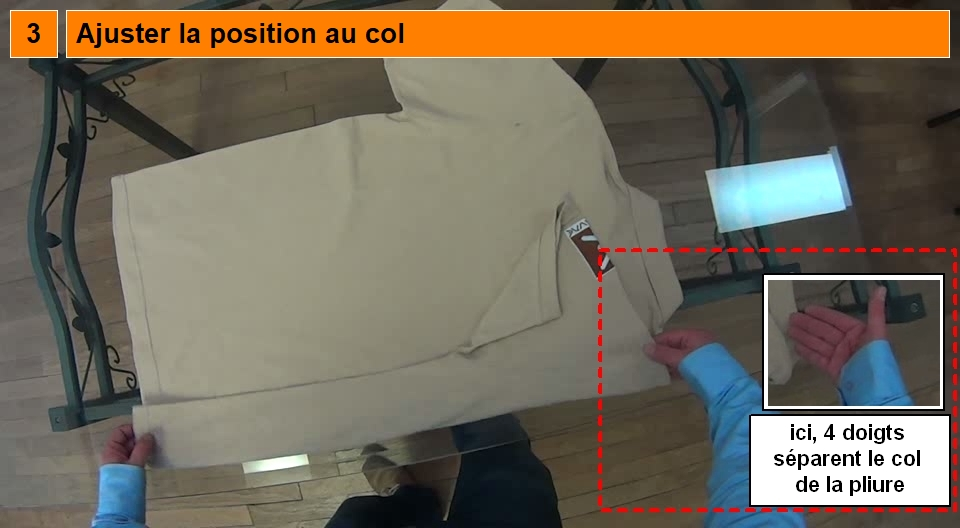 3 Ajuster la position au col
ici, 4 doigts
séparent le col
de la pliure